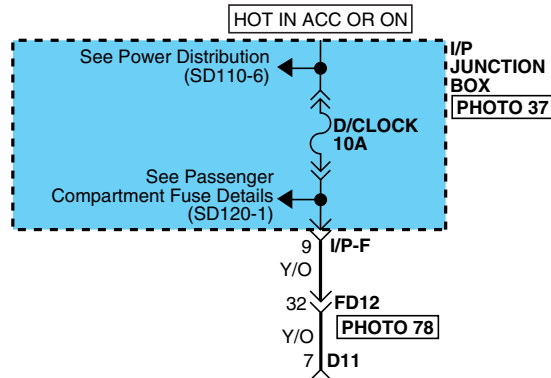 HOT IN ACC OR ON
See Power Distribution
(SD110-6)
I/P
JUNCTION
BOX
PHOTO 37
D/CLOCK
10A
See Passenger
Compartment Fuse Details
(SD120-1)
9 I/P-F
Y/O
32 FD12
PHOTO 78
Y/O
7 D11